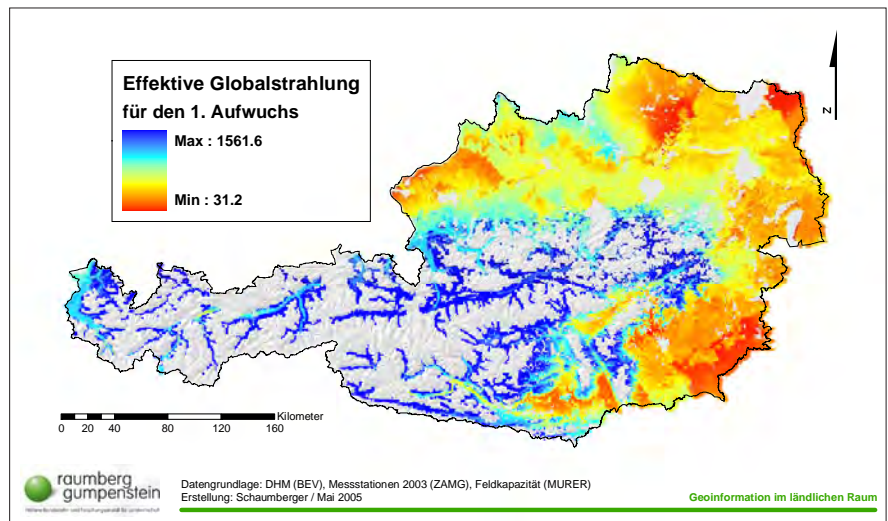 Effektive Globalstrahlung
für den 1. Aufwuchs
Max : 1561.6
Min : 31.2
N
Kilometer
0 20 40 80 120 160
raumberg
gumpenstein
Datengrundlage: DHM (BEV), Messstationen 2003 (ZAMG), Feldkapazität (MURER)
Erstellung: Schaumberger / Mai 2005
Geoinformation im ländlichen Raum